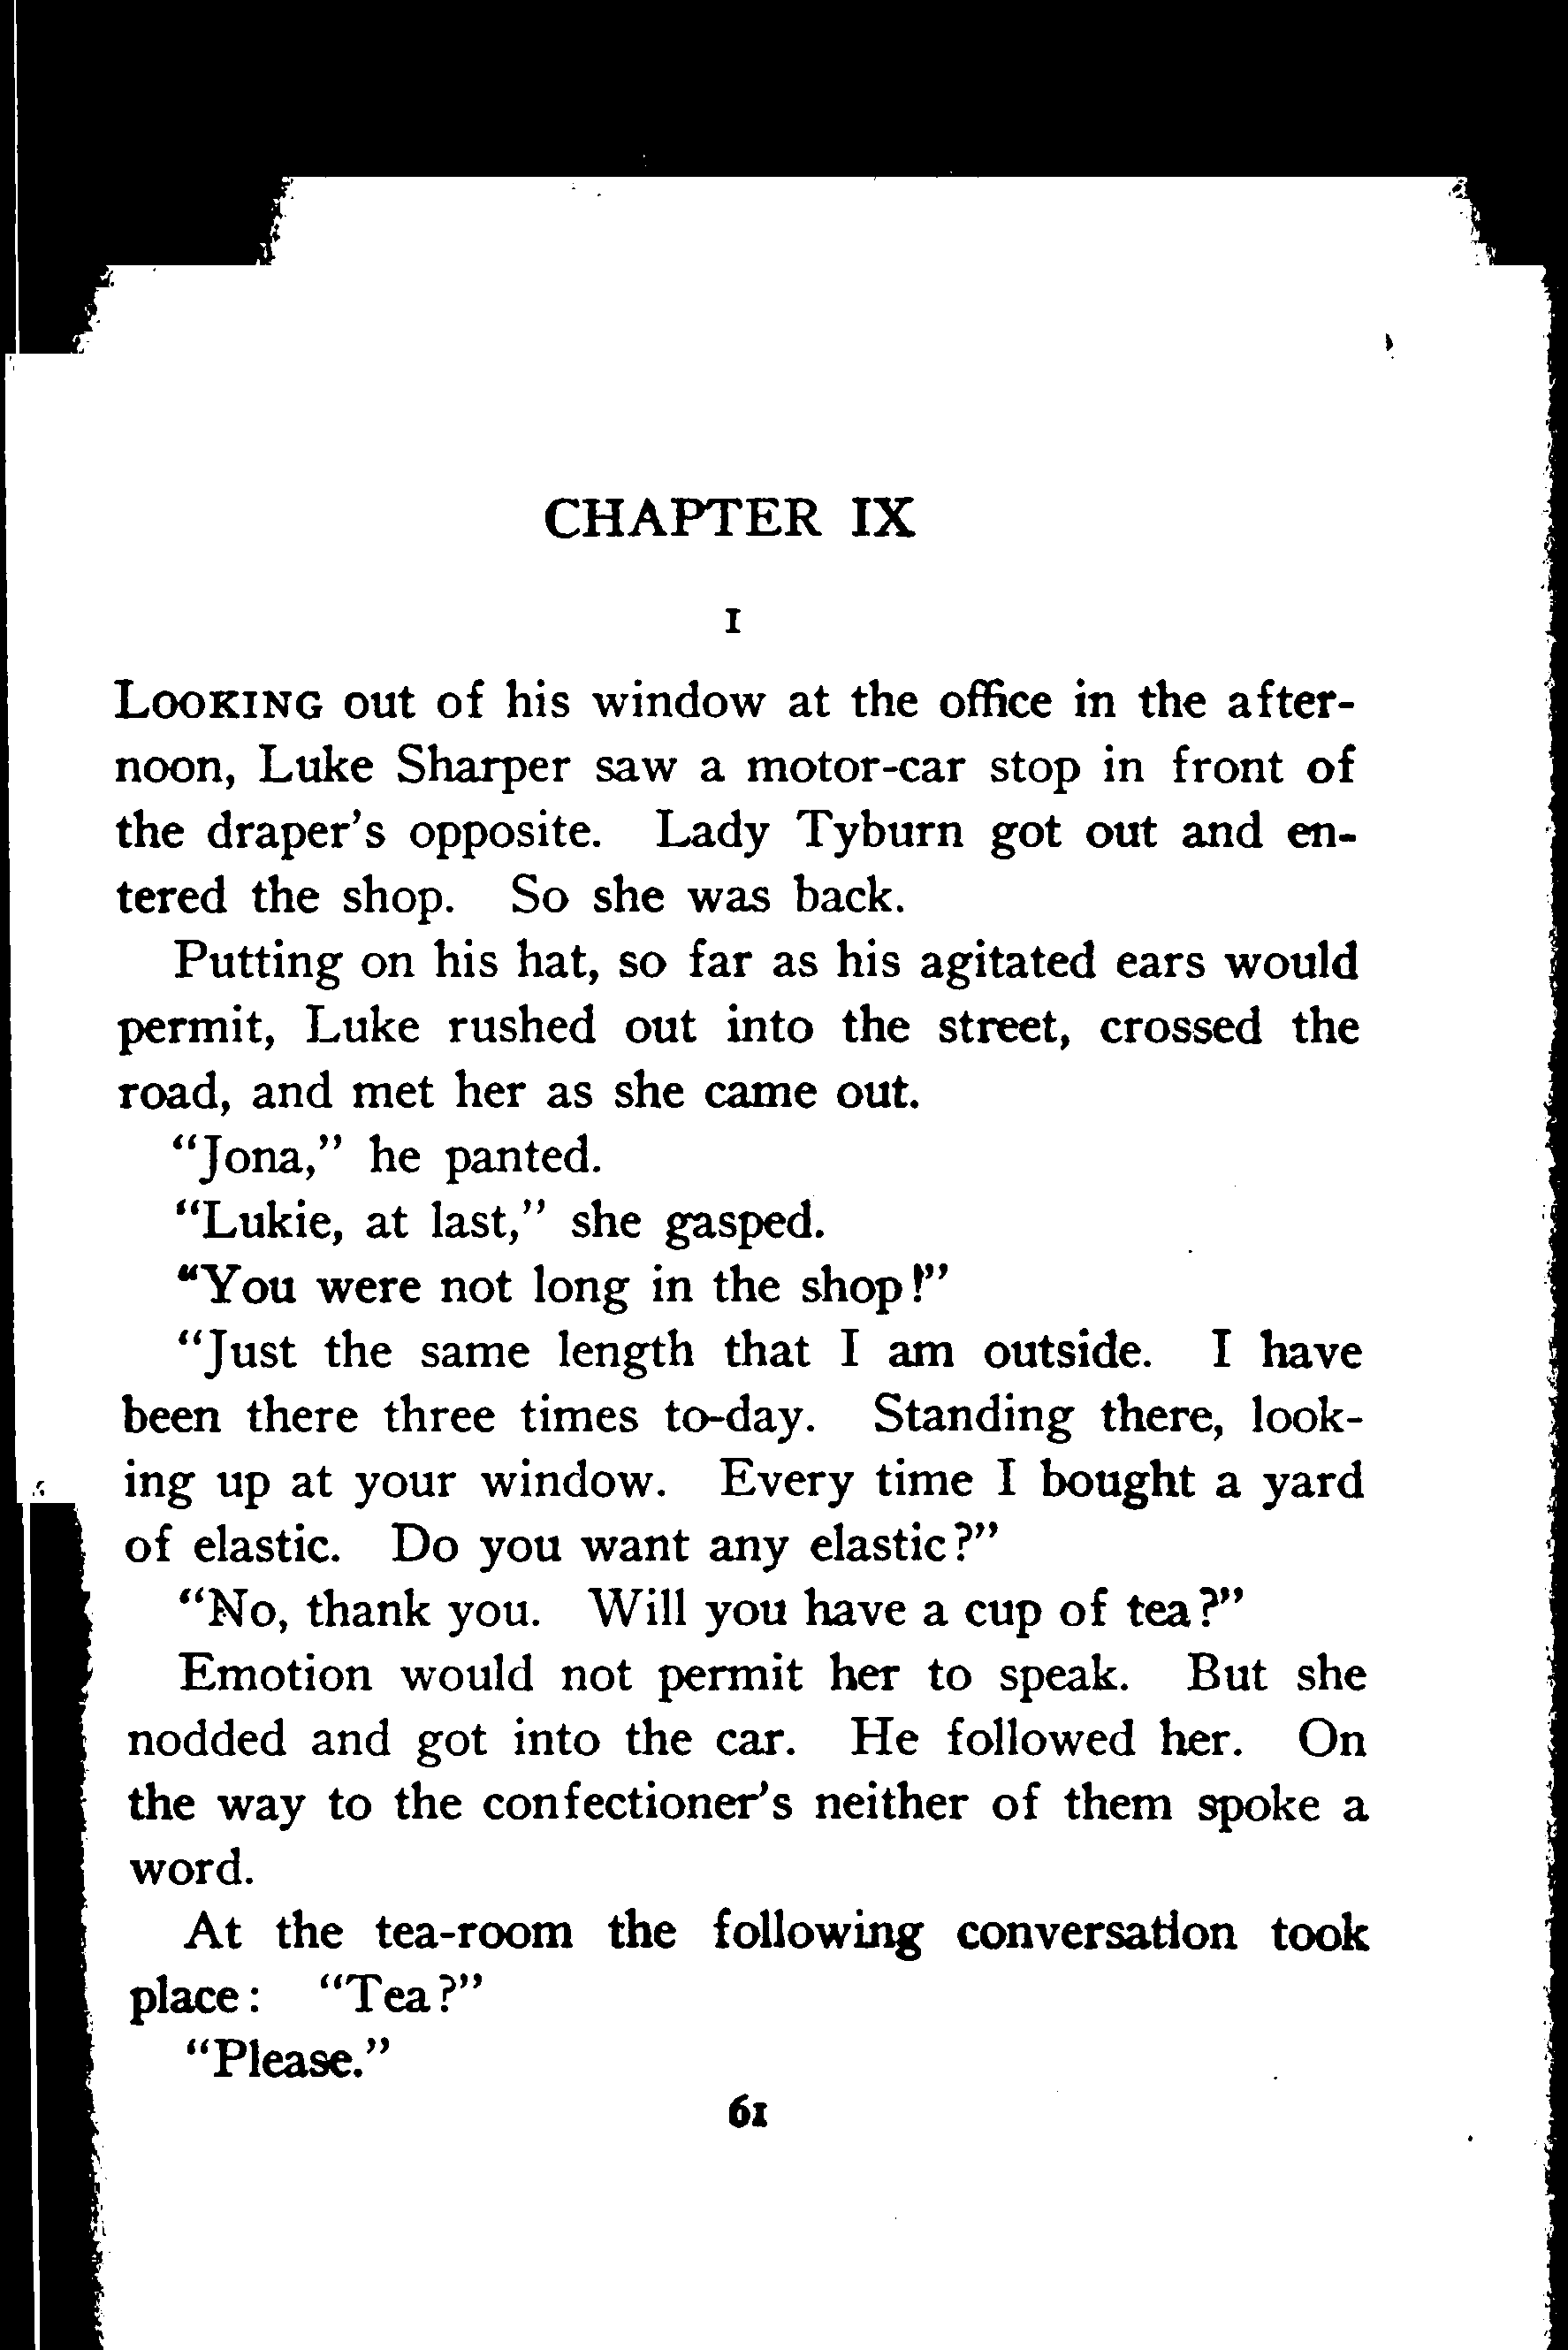 CHAPTER IX
I
LOOKING out of his window at the office in the after-
noon, Luke Sharper saw a motor-car stop in front of
the draper's opposite. Lady Tyburn got out and en-
tered the shop. So she was back.
Putting on his hat, so far as his agitated ears would
permit, Luke rushed out into the street, crossed the
road, and met her as she came out.
"Jona," he panted.
"Lukie, at last," she gasped.
"You were not long in the shop!"
"Just the same length that I am outside. I have
been there three times to-day. Standing there, look-
ing up at your window. Every time I bought a yard
of elastic. Do you want any elastic?"
"No, thank you. Will you have a cup of tea?"
Emotion would not permit her to speak. But she
nodded and got into the car. He followed her. On
the way to the confectioner's neither of them spoke a
word.
At the tea-room the following conversation took
place: "Tea?"
"Please."
61